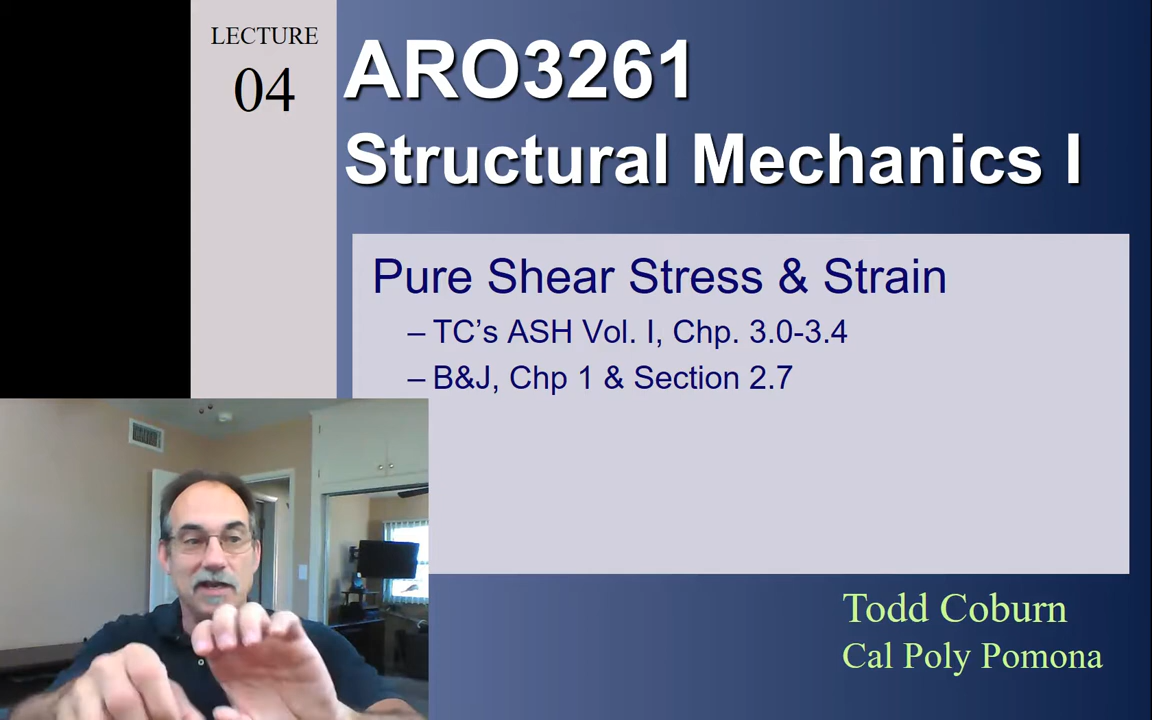 LECTURE
04
ARO3261
Structural Mechanics I
Pure Shear Stress & Strain
– TC’s ASH Vol. I, Chp. 3.0-3.4
– B&J, Chp 1 & Section 2.7
Todd Coburn
Cal Poly Pomona